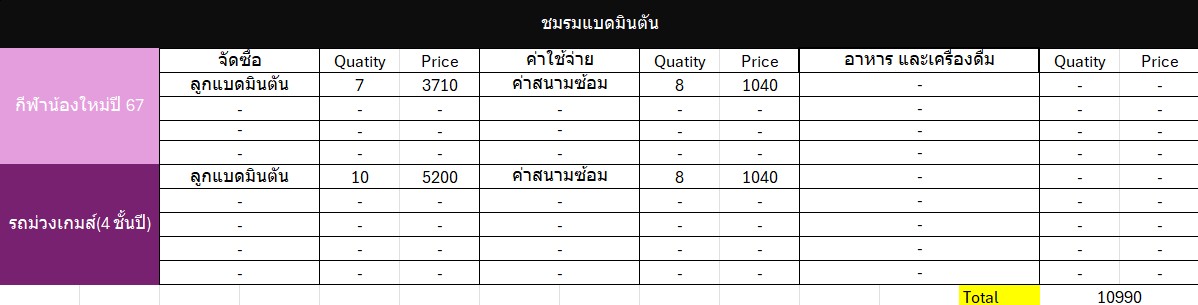 ชมรมแบดมินตัน
จัดซื้อ Quatity Price ค่าใช้จ่าย Quatity Price อาหาร และเครื่องดื่ม Quatity Price
ลูกแบดมินตัน 7 3710 ค่าสนามซ้อม 8 1040 - - -
กีฬาน้องใหม่ปี 67
- - - - - - - - -
- - - - - - - - -
- - - - - - - - -
ลูกแบดมินตัน 10 5200 ค่าสนามซ้อม 8 1040 - - -
- - - - - - - - -
รถม่วงเกมส์(4 ชั้นปี)
- - - - - - - - -
- - - - - - - - -
- - - - - - - - -
Total 10990